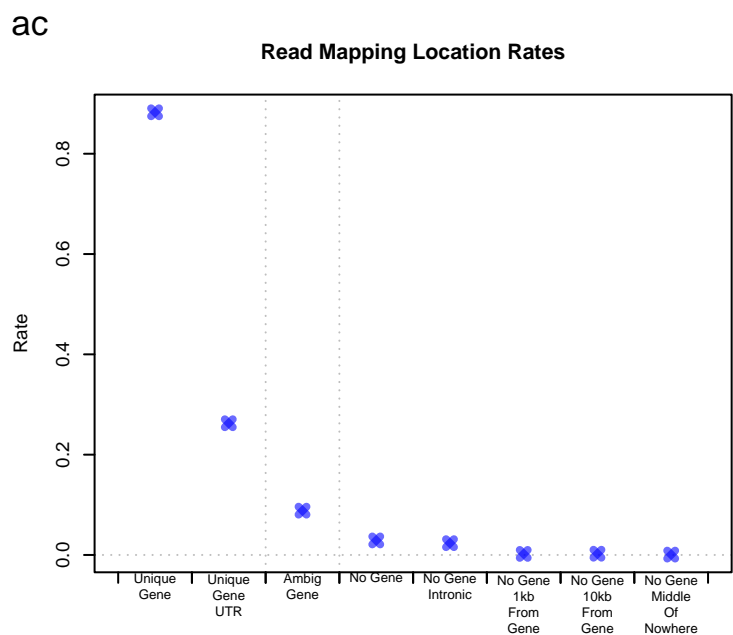 ac
Read Mapping Location Rates
Rate
0.8
0.6
0.4
0.2
0.0
Unique
Gene
Unique
Gene
UTR
Ambig
Gene
No Gene
No Gene
Intronic
No Gene
1kb
From
Gene
No Gene
10kb
From
Gene
No Gene
Middle
Of
Nowhere